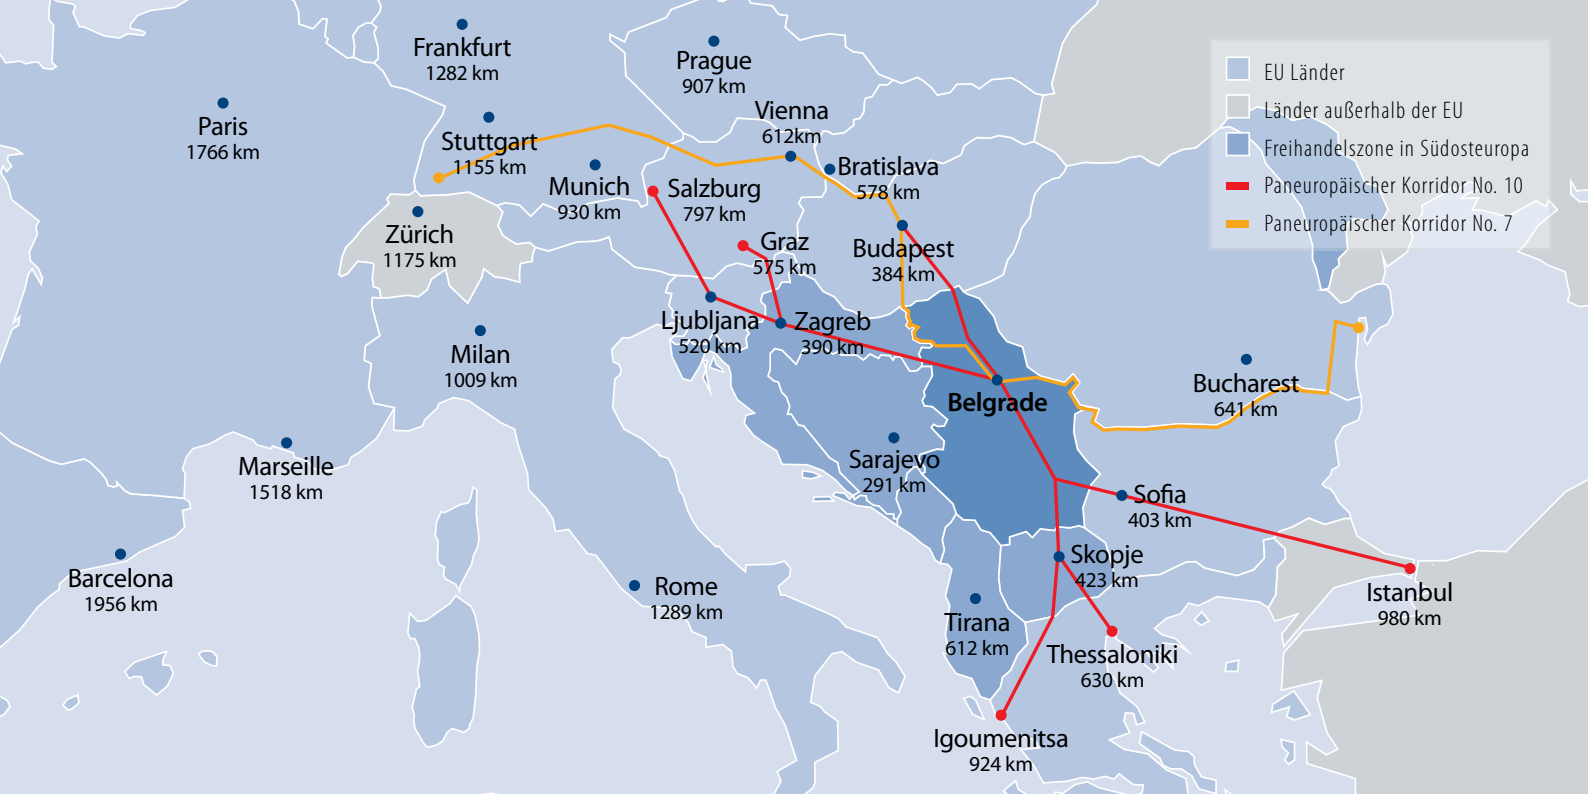 Frankfurt
1282 km
Prague
907 km
Paris
1766 km
Stuttgart
1155 km
Vienna
612km
Munich
930 km
Bratislava
578 km
Salzburg
797 km
Zürich
1175 km
Graz
575 km
Budapest
384 km
Ljubljana
520 km
Zagreb
390 km
Milan
1009 km
Belgrade
Bucharest
641 km
Marseille
1518 km
Sarajevo
291 km
Sofia
403 km
Barcelona
1956 km
Rome
1289 km
Skopje
423 km
Istanbul
980 km
Tirana
612 km
Thessaloniki
630 km
Igoumenitsa
924 km
EU Länder
Länder außerhalb der EU
Freihandelszone in Südosteuropa
Paneuropäischer Korridor No. 10
Paneuropäischer Korridor No. 7